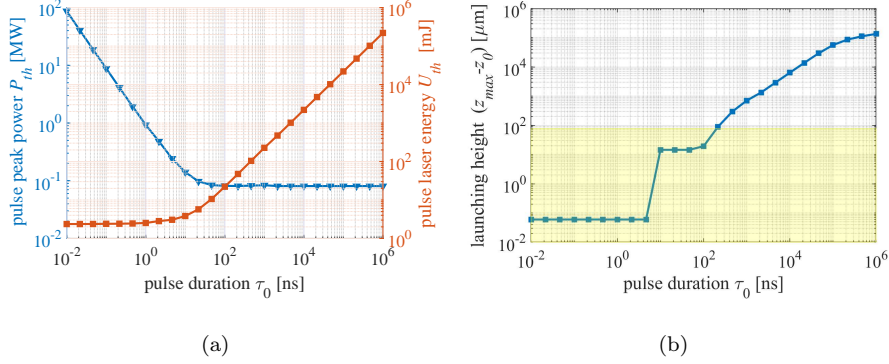 10^2
10^1
10^0
10^-1
10^-2
pulse peak power P_th [MW]
10^6
10^4
10^2
10^0
pulse laser energy U_th [mJ]
10^-2 10^0 10^2 10^4 10^6
pulse duration τ_0 [ns]
(a)
10^4
10^2
10^0
10^-2
launching height (z_max-z_0) [μm]
10^-2 10^0 10^2 10^4 10^6
pulse duration τ_0 [ns]
(b)